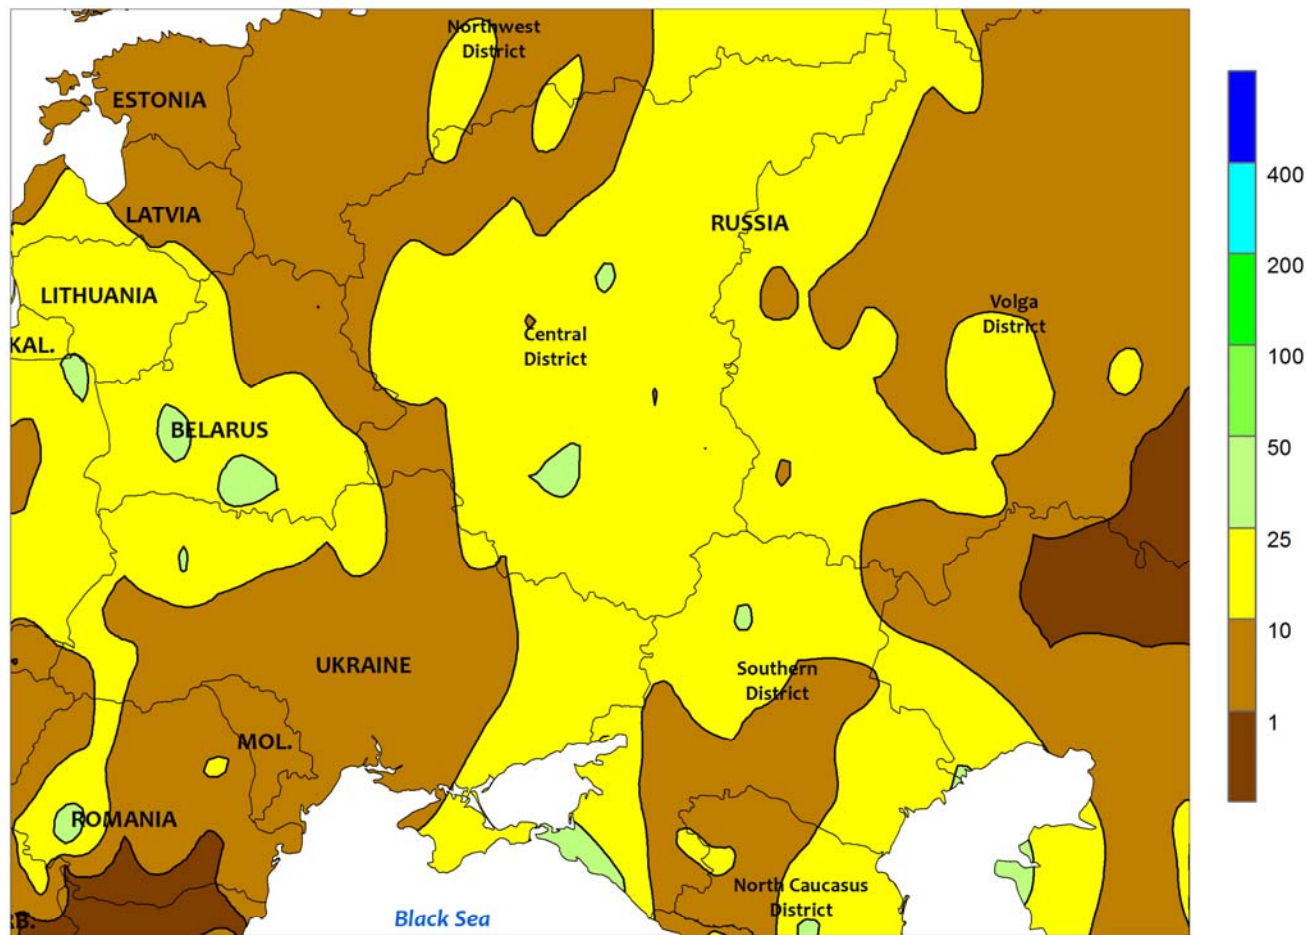 Northwest
District
ESTONIA
400
LATVIA
RUSSIA
200
LITHUANIA
Volga
District
KAL.
Central
District
100
BELARUS
50
25
10
UKRAINE
Southern
District
1
MOL.
ROMANIA
North Caucasus
District
RB.
Black Sea